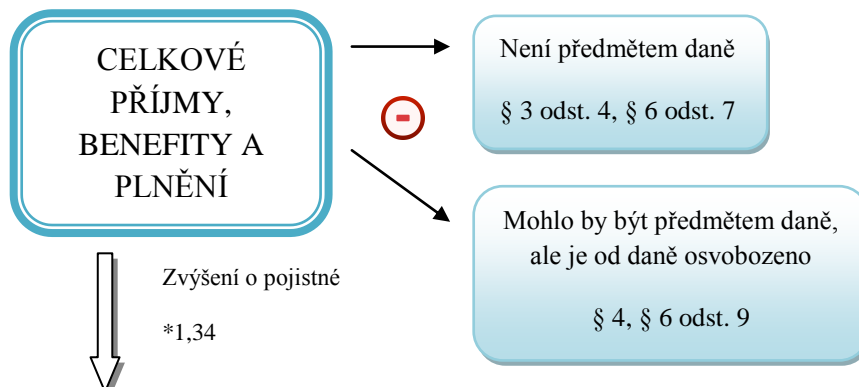 CELKOVÉ
PŘÍJMY,
BENEFITY A
PLNĚNÍ
Není předmětem daně
§ 3 odst. 4, § 6 odst. 7
-
Mohlo by být předmětem daně,
ale je od daně osvobozeno
§ 4, § 6 odst. 9
Zvýšení o pojistné
*1,34